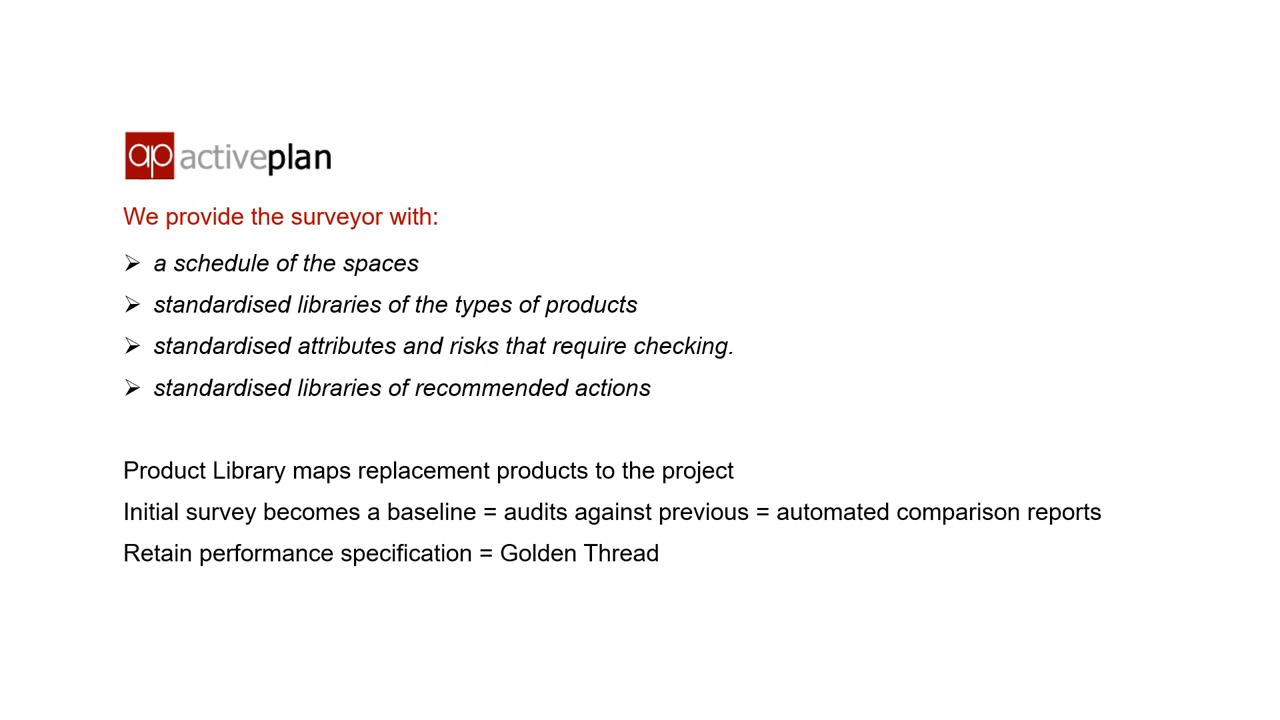 ap activeplan
We provide the surveyor with:
➢ a schedule of the spaces
➢ standardised libraries of the types of products
➢ standardised attributes and risks that require checking.
➢ standardised libraries of recommended actions
Product Library maps replacement products to the project
Initial survey becomes a baseline = audits against previous = automated comparison reports
Retain performance specification = Golden Thread